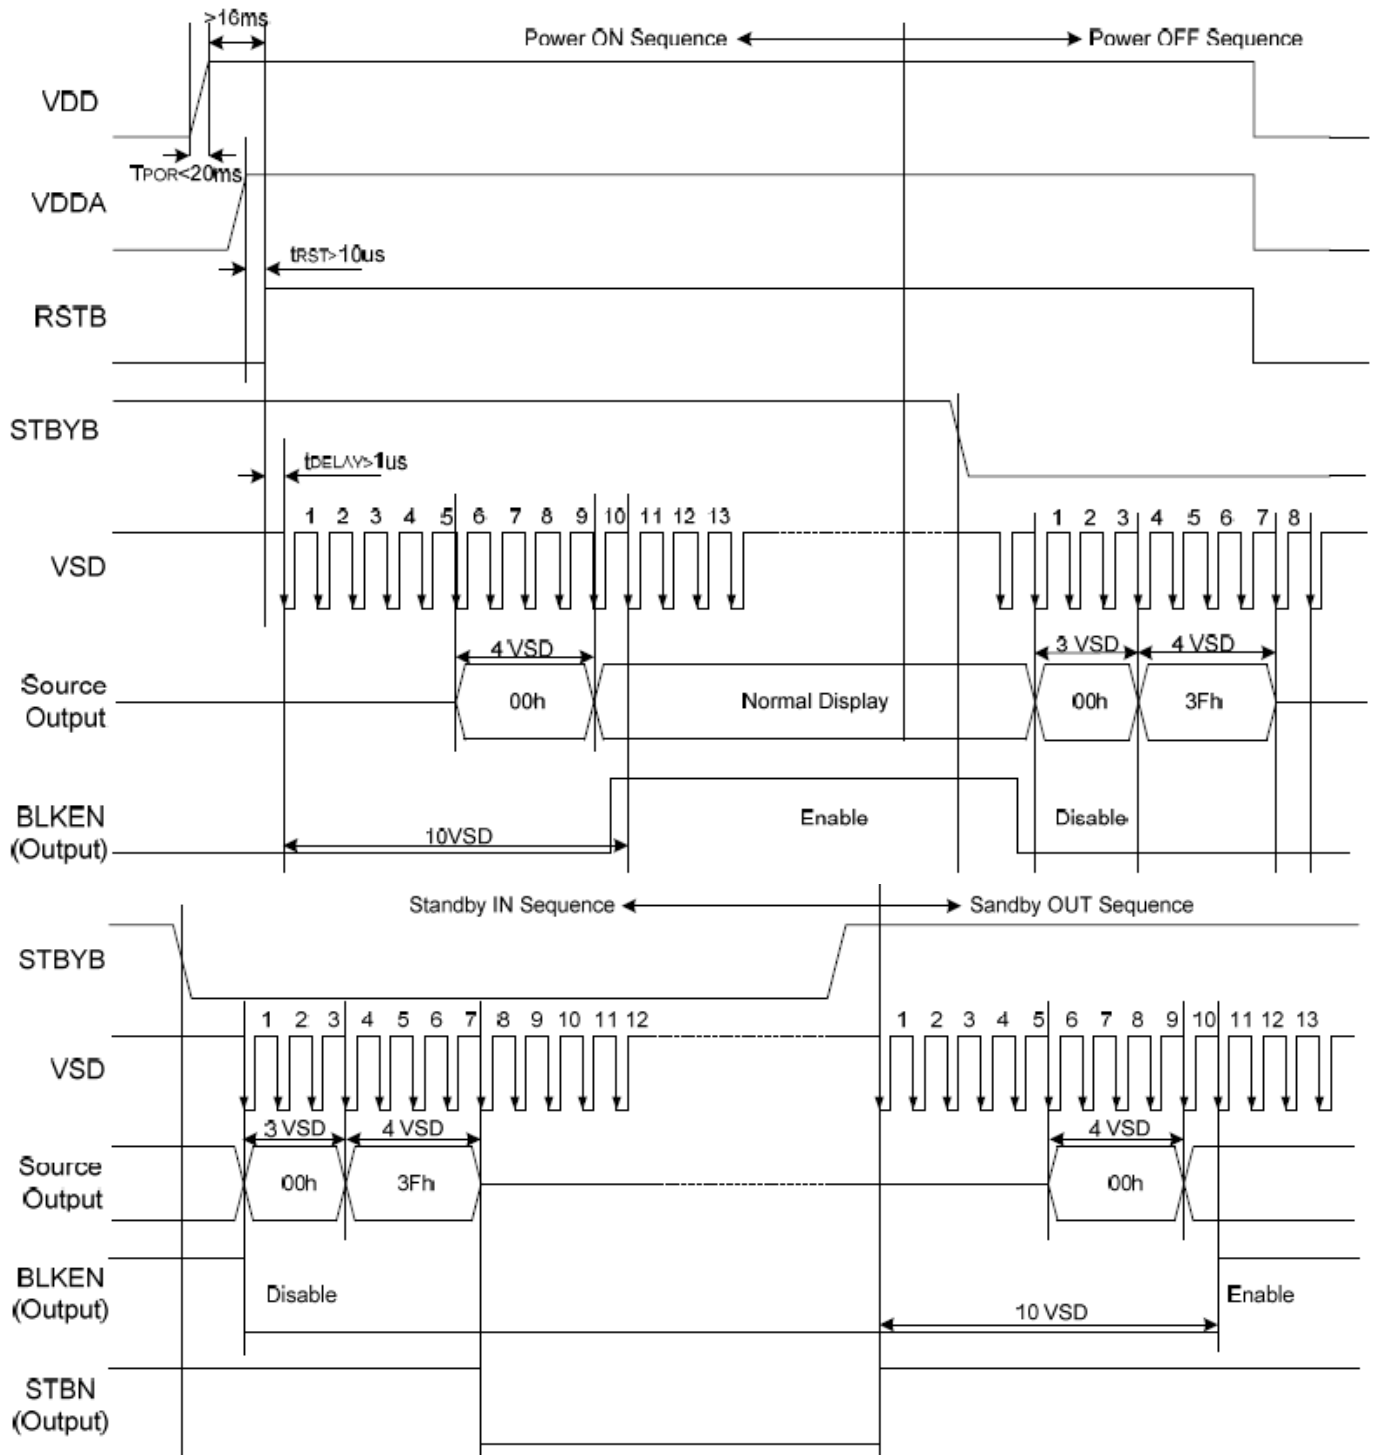 >16ms
Power ON Sequence
Power OFF Sequence
VDD
TPOR<20ms
VDDA
tRST>10us
RSTB
STBYB
tDELAY>1us
1 2 3 4 5 6 7 8 9 10 11 12 13
1 2 3 4 5 6 7 8
VSD
4 VSD
3 VSD
4 VSD
Source
Output
00h
Normal Display
00h
3Fh
BLKEN
(Output)
10VSD
Enable
Disable
Standby IN Sequence
Sandby OUT Sequence
STBYB
1 2 3 4 5 6 7 8 9 10 11 12
1 2 3 4 5 6 7 8 9 10 11 12 13
VSD
3 VSD
4 VSD
4 VSD
Source
Output
00h
3Fh
00h
BLKEN
(Output)
Disable
Enable
10 VSD
STBN
(Output)